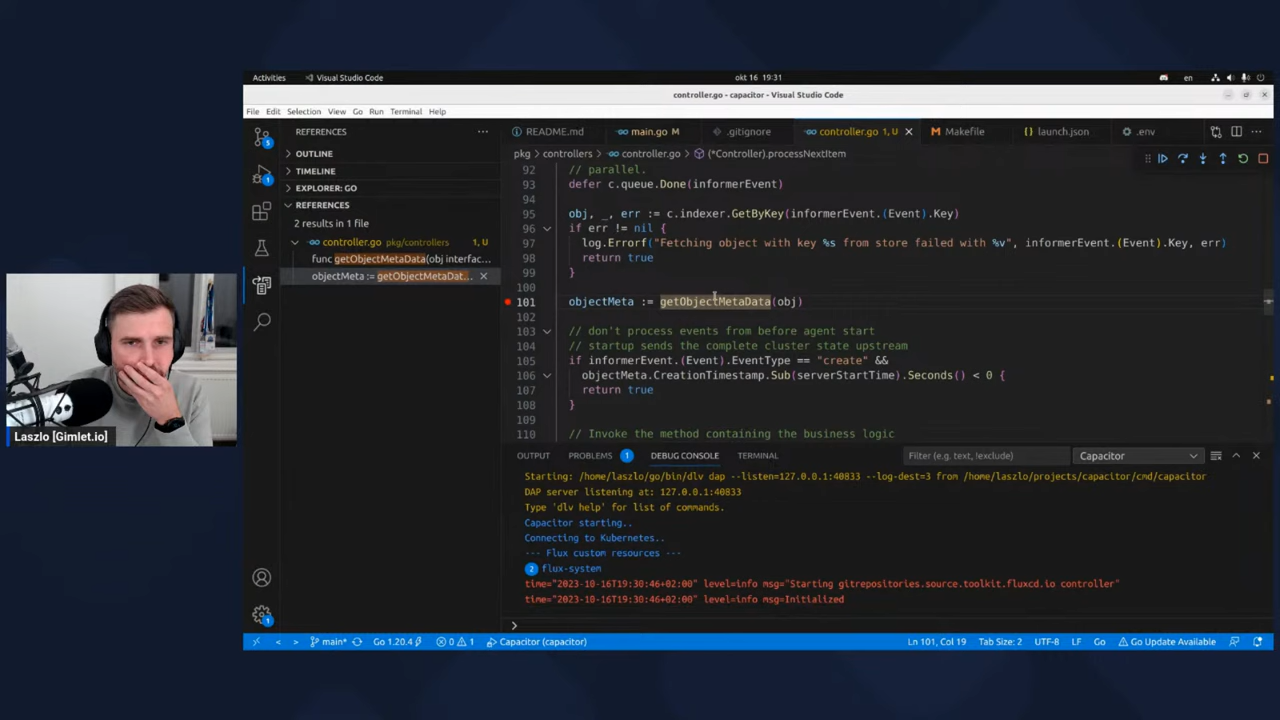 Activities
Visual Studio Code
okt 16 19:31
en
controller.go - capacitor - Visual Studio Code
File Edit Selection View Go Run Terminal Help
REFERENCES
OUTLINE
TIMELINE
EXPLORER: GO
REFERENCES
2 results in 1 file
controller.go pkg/controllers 1, U
func getObjectMetaData(obj interfac...
objectMeta := getObjectMetaDat...
README.md
main.go M
.gitignore
controller.go 1, U
Makefile
launch.json
.env
pkg > controllers > controller.go > (*Controller).processNextItem
92 // parallel.
93 defer c.queue.Done(informerEvent)
94
95 obj, _, err := c.indexer.GetByKey(informerEvent.(Event).Key)
96 if err != nil {
97 log.Errorf("Fetching object with key %s from store failed with %v", informerEvent.(Event).Key, err)
98 return true
99 }
100
101 objectMeta := getObjectMetaData(obj)
102
103 // don't process events from before agent start
104 // startup sends the complete cluster state upstream
105 if informerEvent.(Event).EventType == "create" &&
106 objectMeta.CreationTimestamp.Sub(serverStartTime).Seconds() < 0 {
107 return true
108 }
109
110 // Invoke the method containing the business logic
OUTPUT
PROBLEMS 1
DEBUG CONSOLE
TERMINAL
Filter (e.g. text, !exclude)
Capacitor
Starting: /home/laszlo/go/bin/dlv dap --listen=127.0.0.1:40833 --log-dest=3 from /home/laszlo/projects/capacitor/cmd/capacitor
DAP server listening at: 127.0.0.1:40833
Type 'dlv help' for list of commands.
Capacitor starting..
Connecting to Kubernetes..
--- Flux custom resources ---
2 flux-system
time="2023-10-16T19:30:46+02:00" level=info msg="Starting gitrepositories.source.toolkit.fluxcd.io controller"
time="2023-10-16T19:30:46+02:00" level=info msg=Initialized
main*
Go 1.20.4
0 1
Capacitor (capacitor)
Ln 101, Col 19
Tab Size: 2
UTF-8
LF
Go
Go Update Available
Laszlo [Gimlet.io]